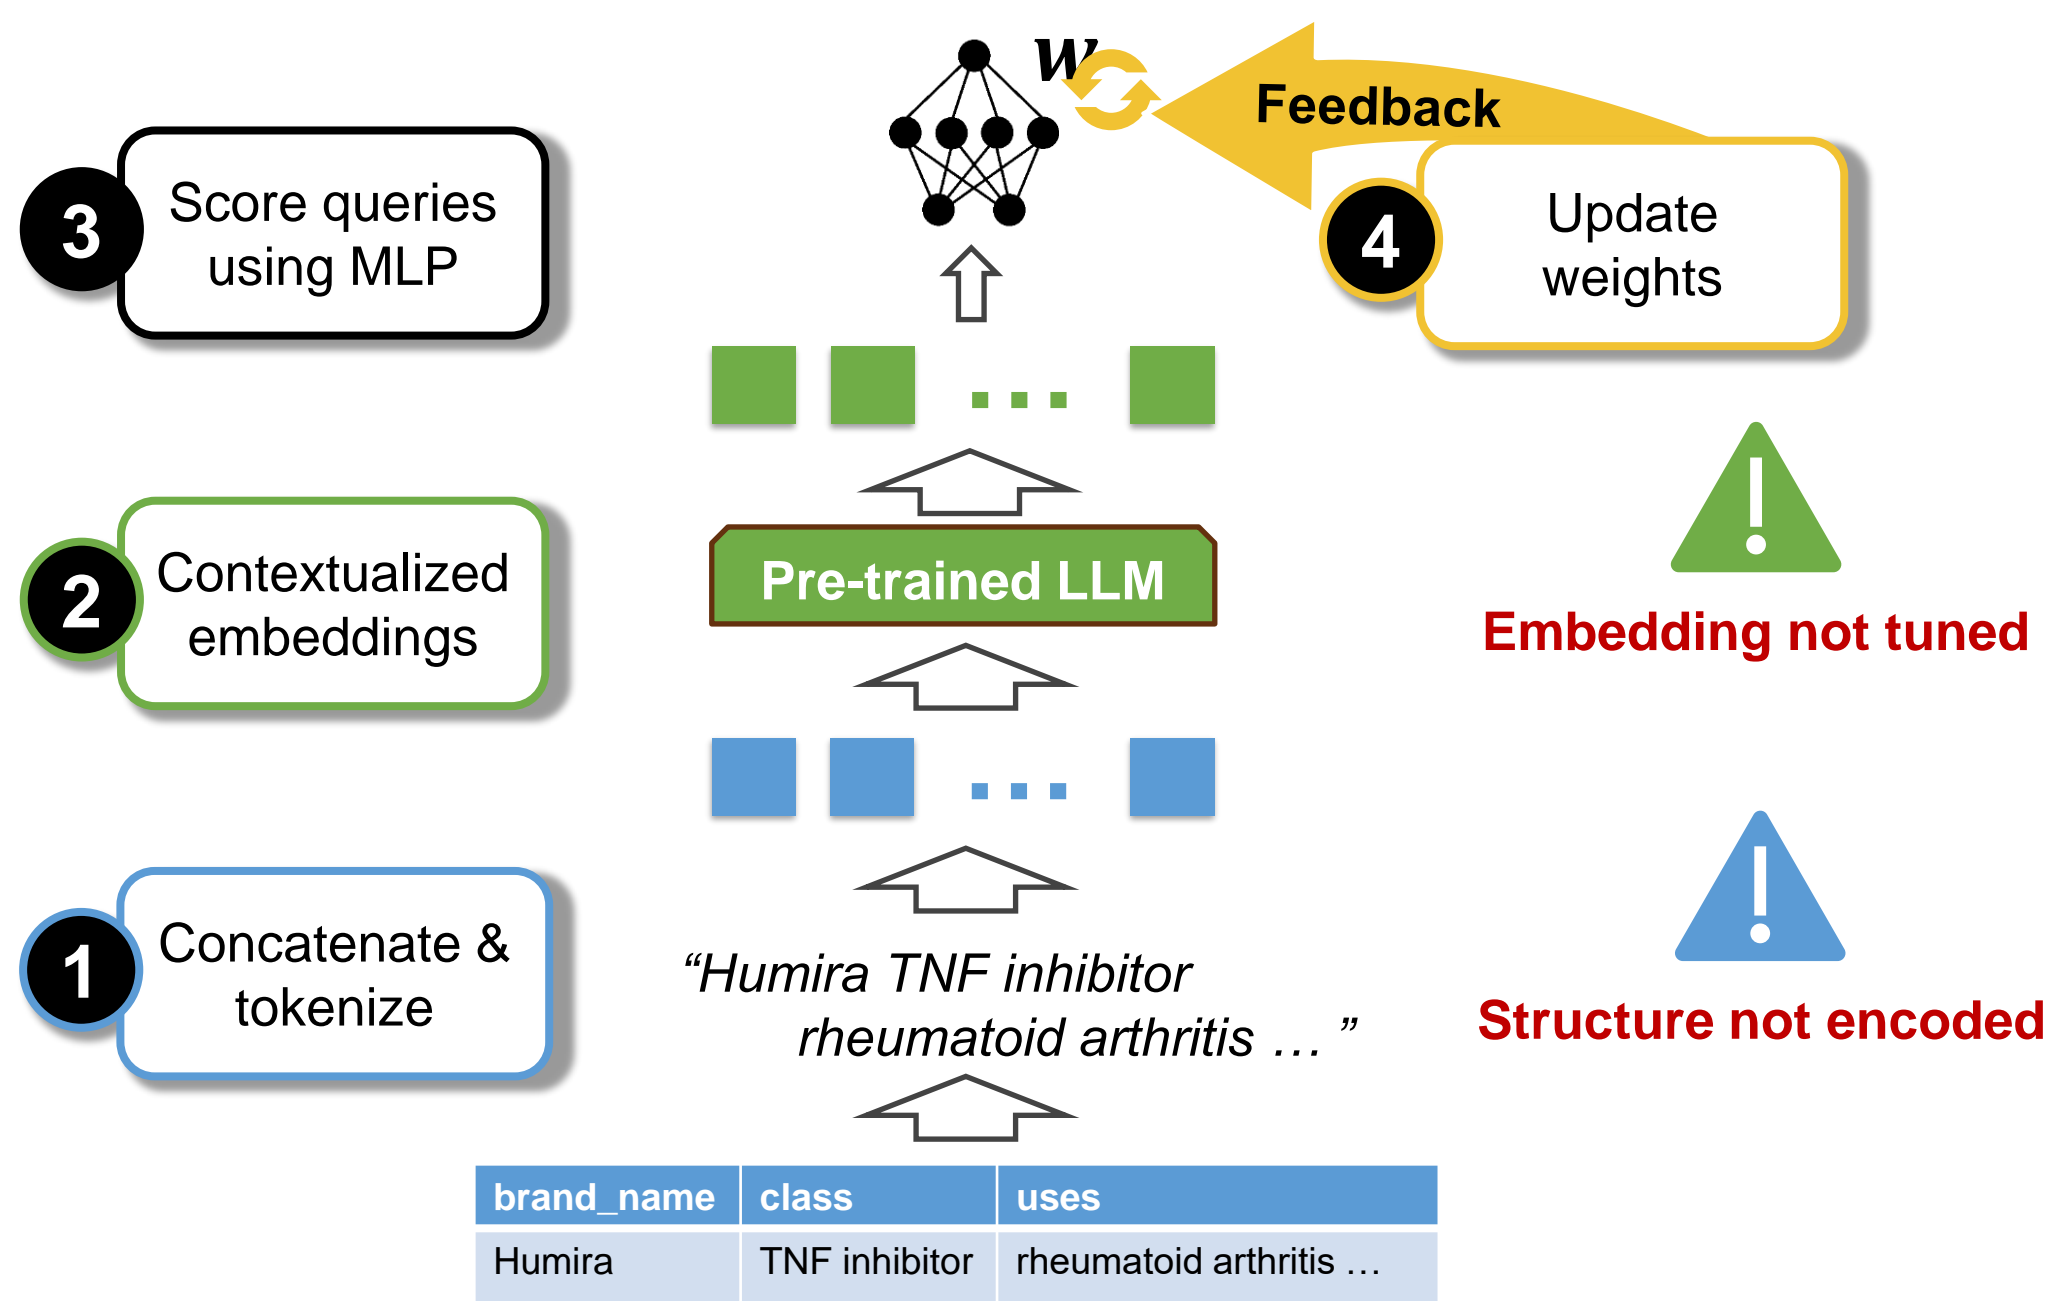 w
Feedback
3
Score queries
using MLP
4
Update
weights
2
Contextualized
embeddings
Pre-trained LLM
Embedding not tuned
1
Concatenate &
tokenize
“Humira TNF inhibitor
rheumatoid arthritis … ”
Structure not encoded
brand_name class uses
Humira TNF inhibitor rheumatoid arthritis …